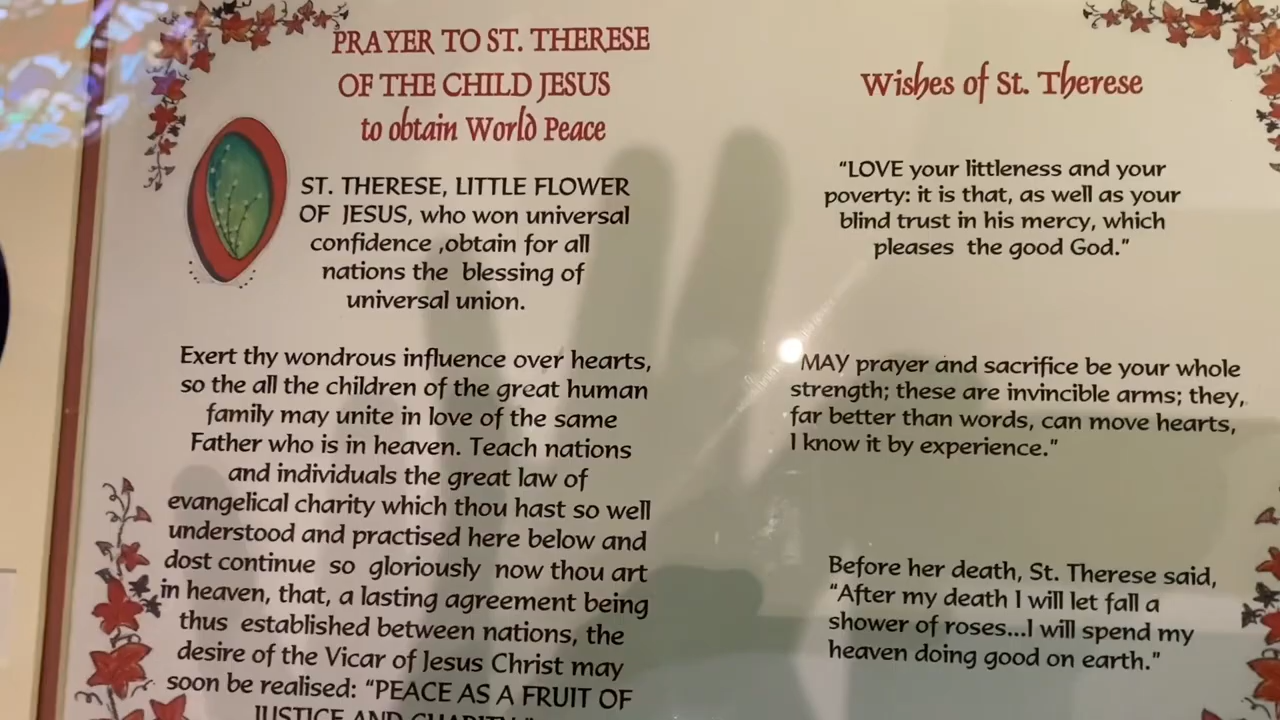 PRAYER TO ST. THERESE
OF THE CHILD JESUS
to obtain World Peace
ST. THERESE, LITTLE FLOWER
OF JESUS, who won universal
confidence ,obtain for all
nations the blessing of
universal union.
Exert thy wondrous influence over hearts,
so the all the children of the great human
family may unite in love of the same
Father who is in heaven. Teach nations
and individuals the great law of
evangelical charity which thou hast so well
understood and practised here below and
dost continue so gloriously now thou art
in heaven, that, a lasting agreement being
thus established between nations, the
desire of the Vicar of Jesus Christ may
soon be realised: “PEACE AS A FRUIT OF
JUSTICE AND CHARITY.”
Wishes of St. Therese
“LOVE your littleness and your
poverty: it is that, as well as your
blind trust in his mercy, which
pleases the good God.”
MAY prayer and sacrifice be your whole
strength; these are invincible arms; they,
far better than words, can move hearts,
I know it by experience.”
Before her death, St. Therese said,
“After my death I will let fall a
shower of roses...I will spend my
heaven doing good on earth.”